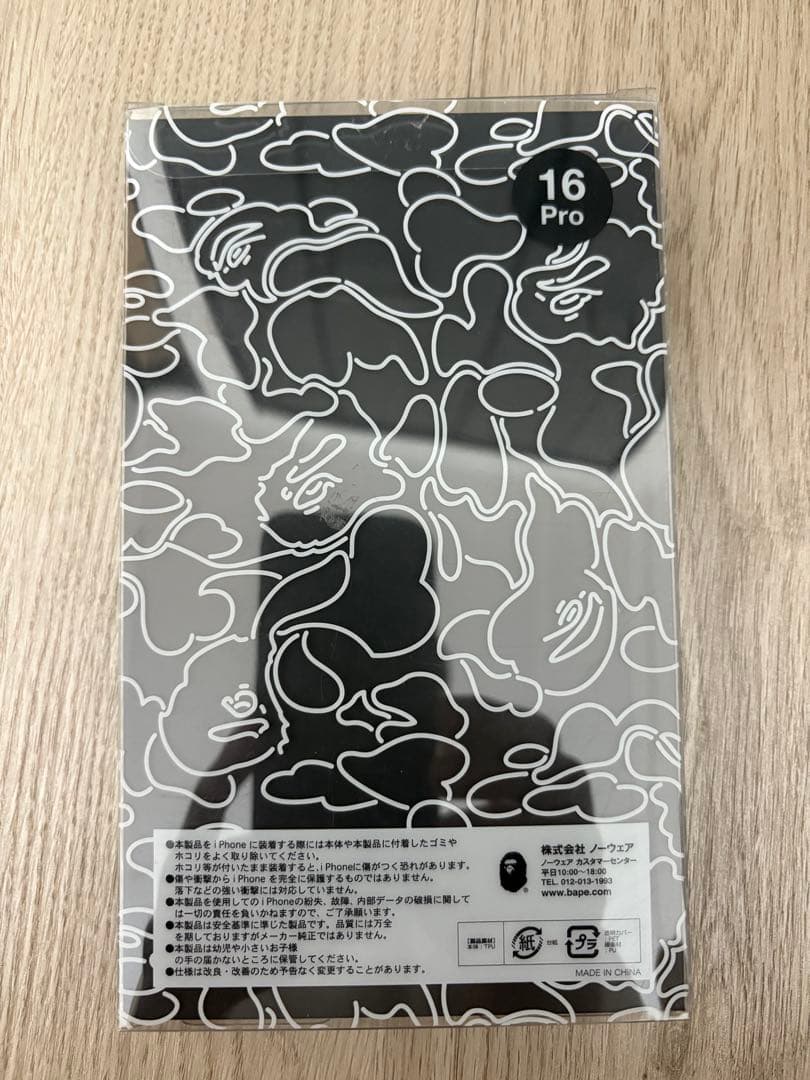 16
Pro
●本製品をiPhoneに装着する際には本体や本製品に付着したゴミや
ホコリをよく取り除いてください。
ホコリ等が付いたまま装着すると、iPhoneに傷がつく恐れがあります。
●傷や衝撃からiPhoneを完全に保護するものではありません。
落下などの強い衝撃には対応していません。
●本製品を使用してのiPhoneの紛失、故障、内部データの破損に関して
は一切の責任を負いかねますので、ご了承願います。
●本製品は安全基準に準じた製品です。品質には万全
を期しておりますがメーカー純正ではありません。
●本製品は幼児や小さいお子様
の手の届かないところに保管してください。
●仕様は改良・改善のため予告なく変更することがあります。
株式会社 ノーウェア
ノーウェア カスタマーセンター
平日10:00〜18:00
TEL. 012-013-1993
www.bape.com
【製品素材】
本体:TPU
紙
台紙
プラ
透明カバー
:PET
:PU
MADE IN CHINA